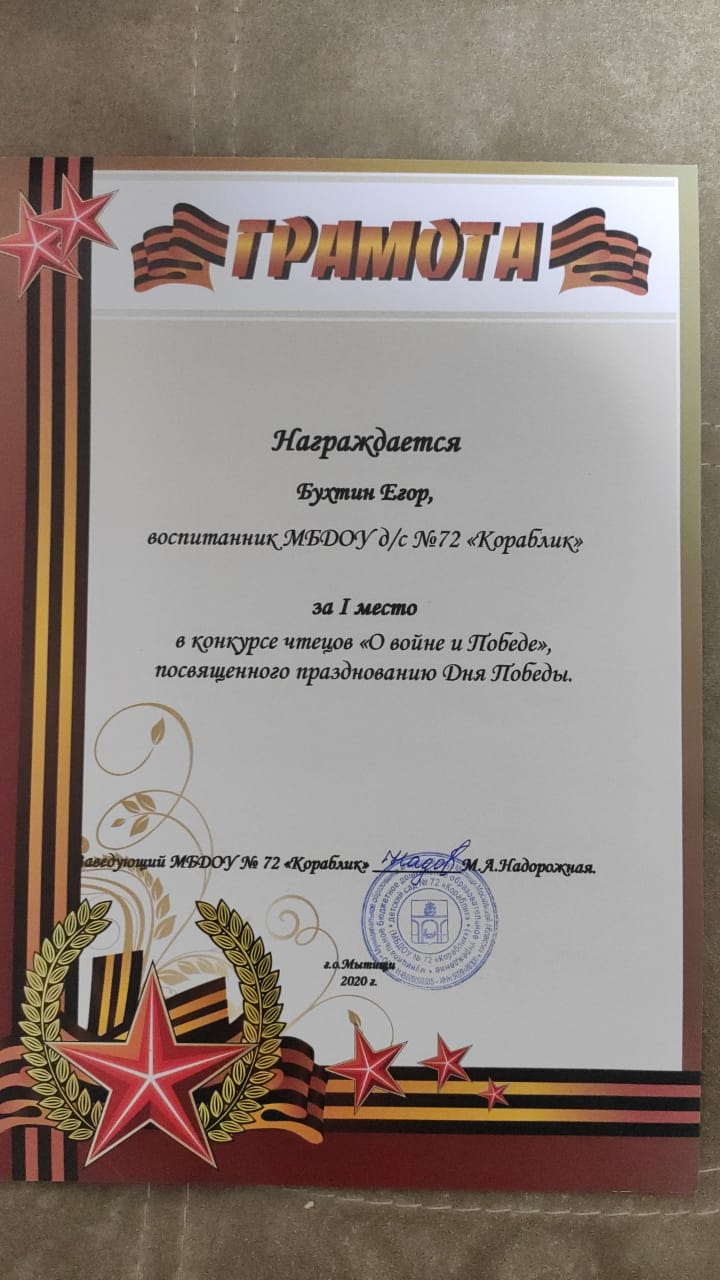 ГРАМОТА
Награждается
Бухтин Егор,
воспитанник МБДОУ д/с №72 «Кораблик»
за I место
в конкурсе чтецов «О войне и Победе»,
посвященного празднованию Дня Победы.
Заведующий МБДОУ № 72 «Кораблик» __________ М.А.Надорожная.
г.о.Мытищи
2020 г.